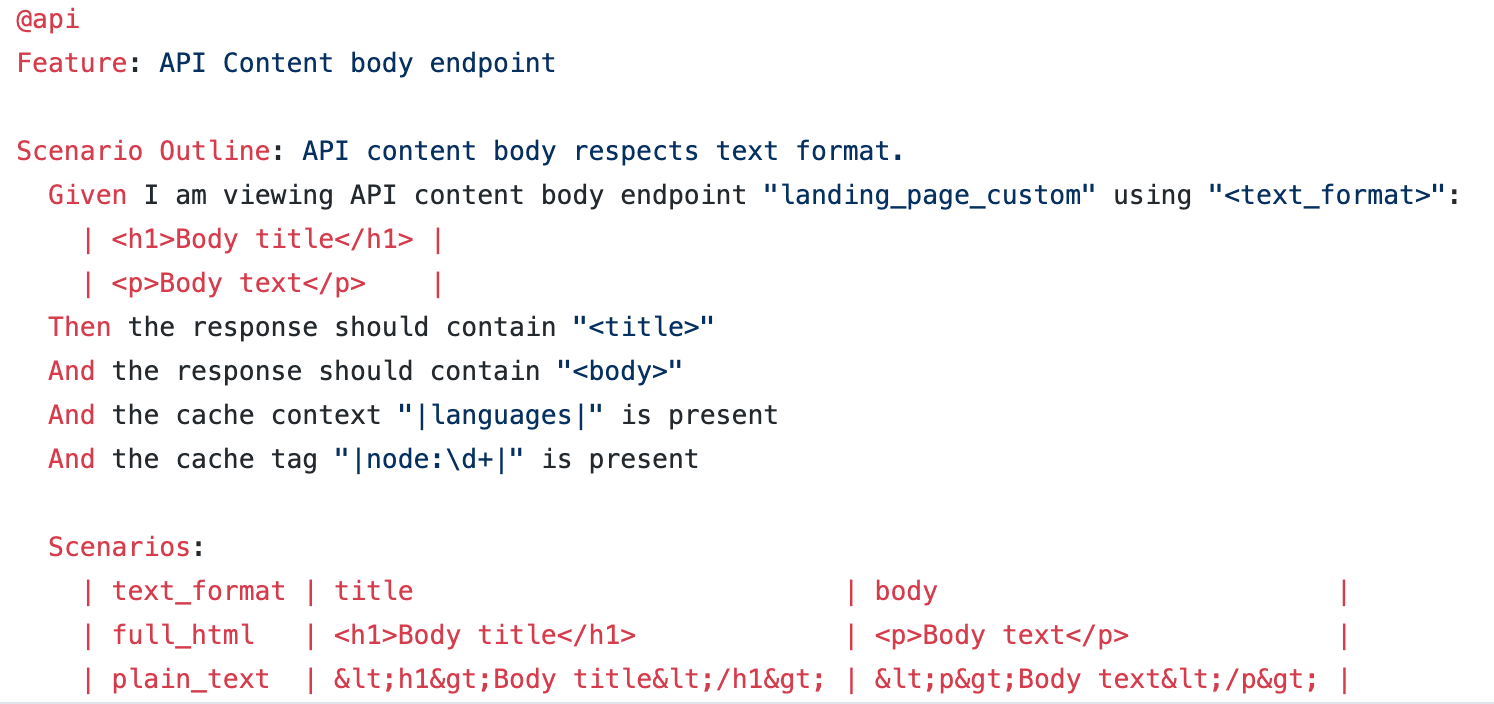 @api
Feature: API Content body endpoint
Scenario Outline: API content body respects text format.
Given I am viewing API content body endpoint "landing_page_custom" using "<text_format>":
| <h1>Body title</h1> |
| <p>Body text</p>    |
Then the response should contain "<title>"
And the response should contain "<body>"
And the cache context "|languages|" is present
And the cache tag "|node:\d+|" is present
Scenarios:
| text_format | title                           | body                            |
| full_html   | <h1>Body title</h1>             | <p>Body text</p>             |
| plain_text  | &lt;h1&gt;Body title&lt;/h1&gt; | &lt;p&gt;Body text&lt;/p&gt; |